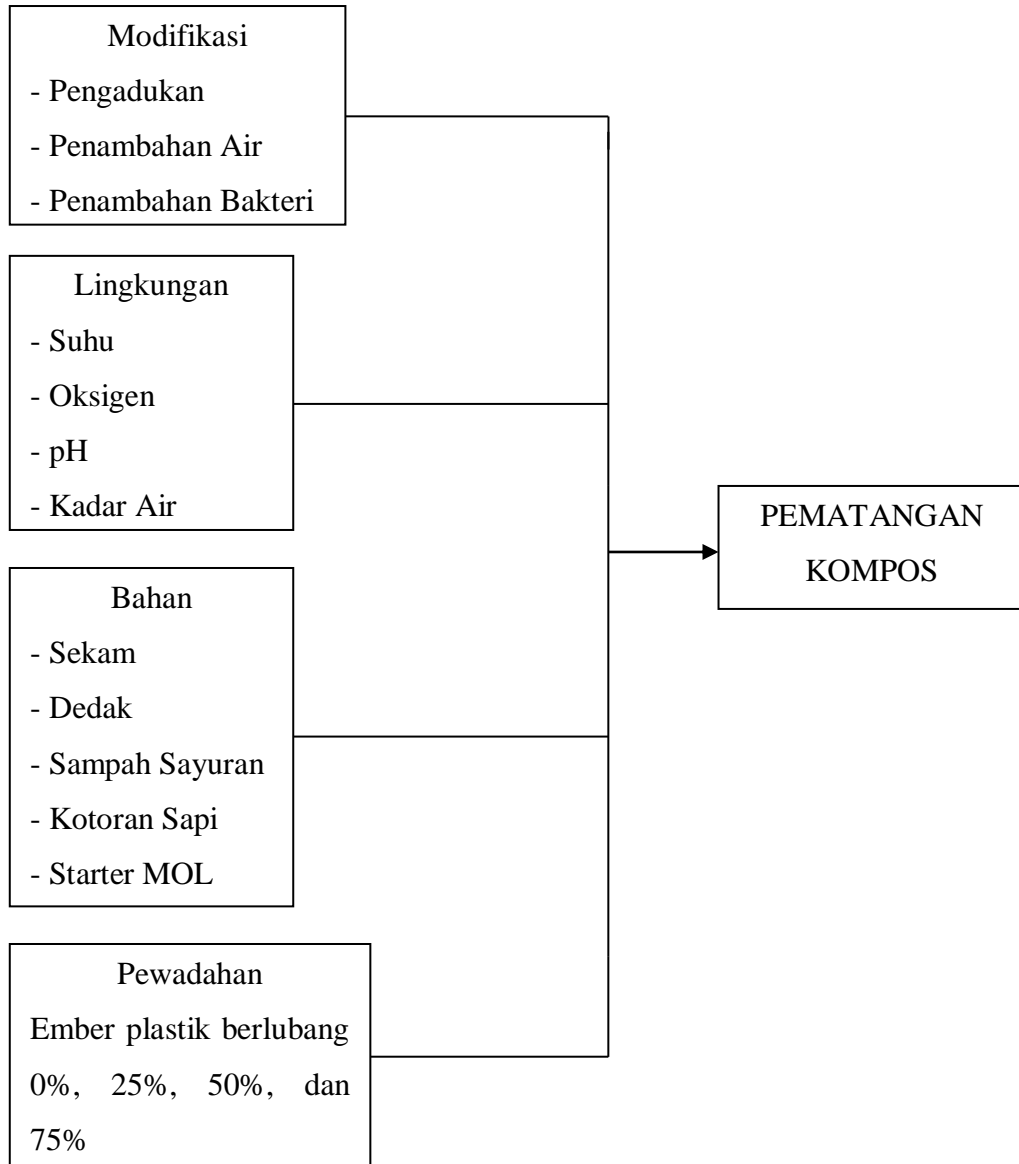 Modifikasi
- Pengadukan
- Penambahan Air
- Penambahan Bakteri
Lingkungan
- Suhu
- Oksigen
- pH
- Kadar Air
Bahan
- Sekam
- Dedak
- Sampah Sayuran
- Kotoran Sapi
- Starter MOL
Pewadahan
Ember plastik berlubang
0%, 25%, 50%, dan
75%
PEMATANGAN
KOMPOS